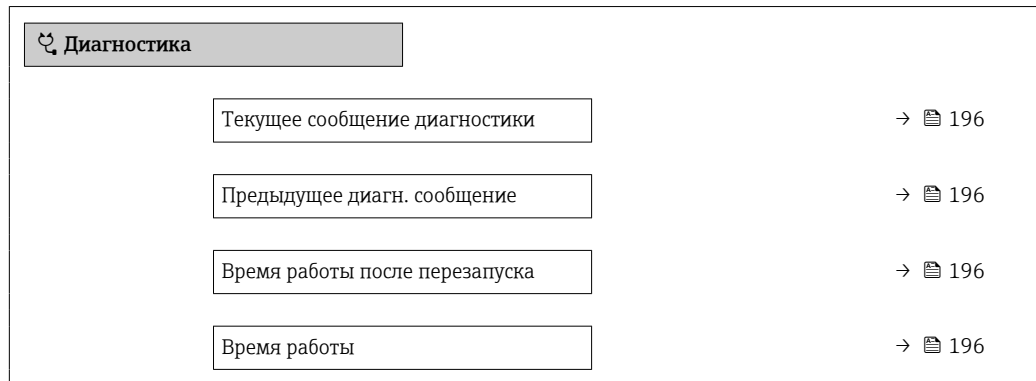 Диагностика
Текущее сообщение диагностики → 196
Предыдущее диагн. сообщение → 196
Время работы после перезапуска → 196
Время работы → 196